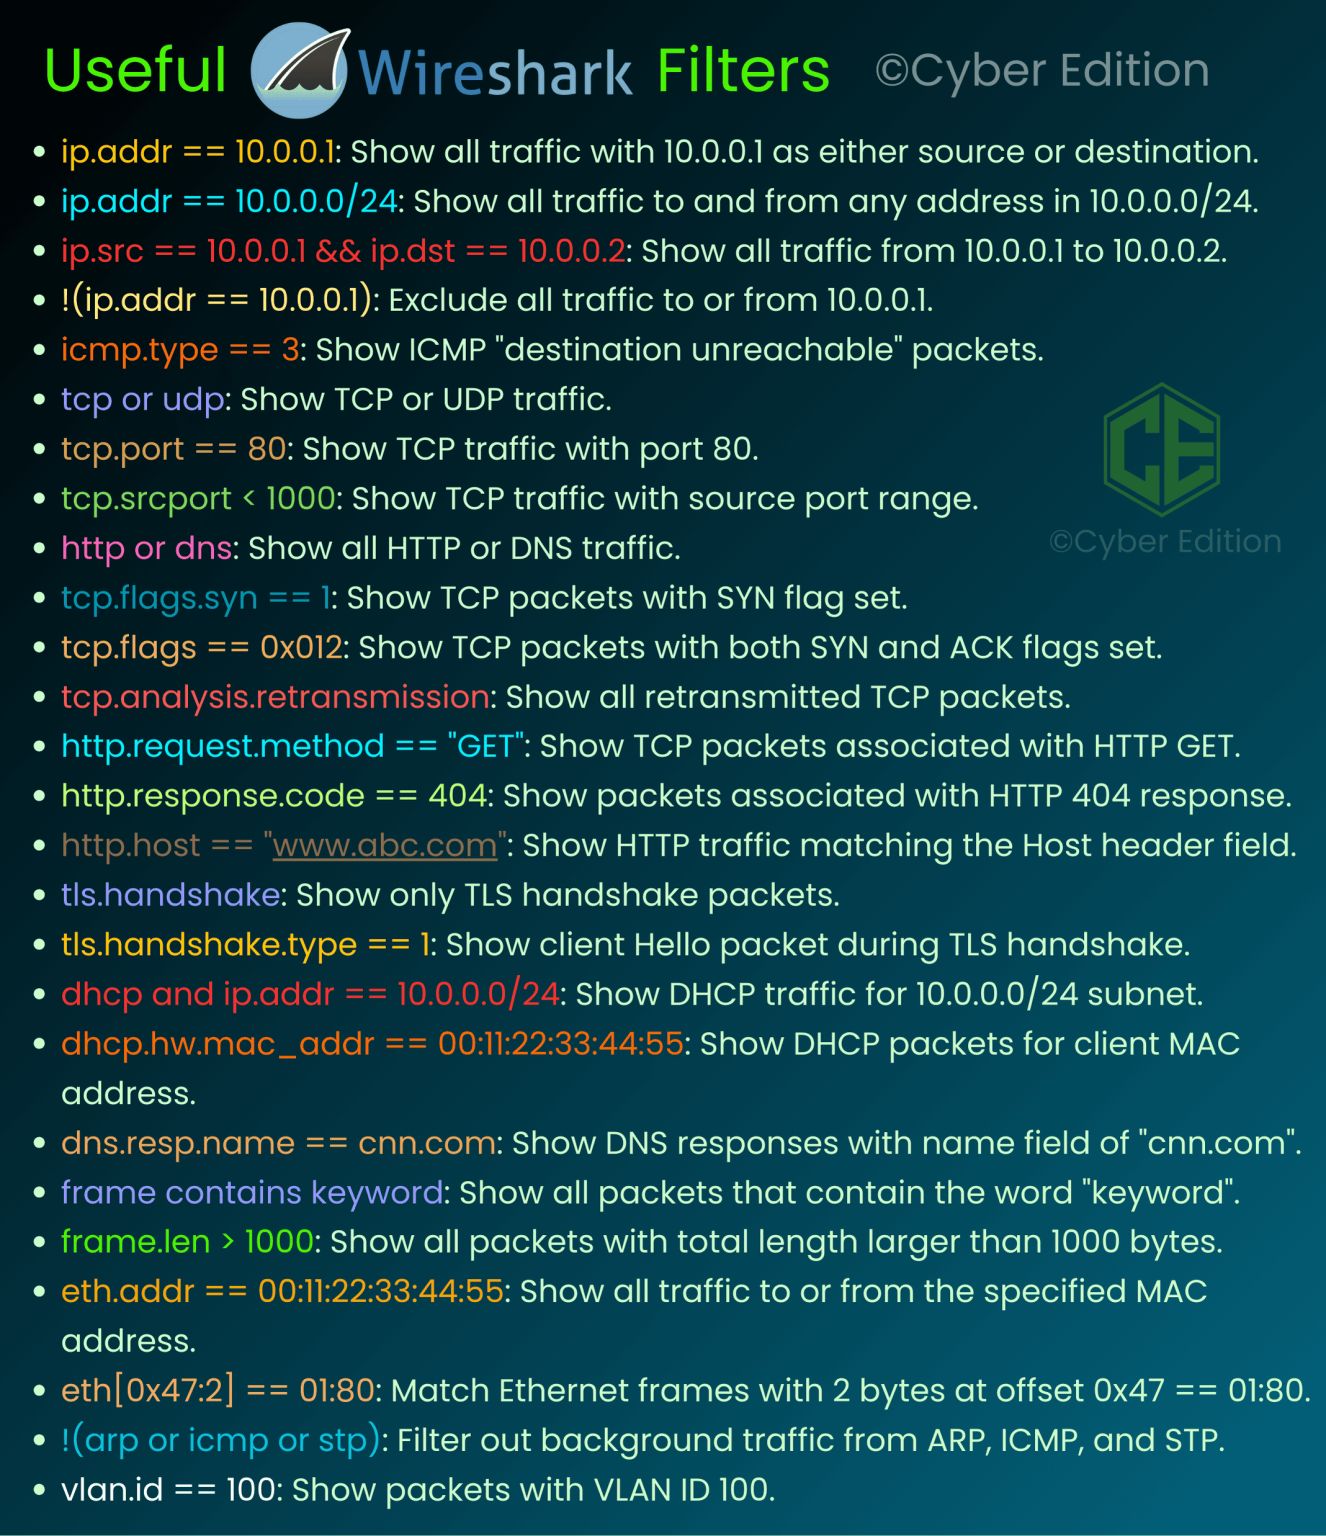 Useful Wireshark Filters ©Cyber Edition
• ip.addr == 10.0.0.1: Show all traffic with 10.0.0.1 as either source or destination.
• ip.addr == 10.0.0.0/24: Show all traffic to and from any address in 10.0.0.0/24.
• ip.src == 10.0.0.1 && ip.dst == 10.0.0.2: Show all traffic from 10.0.0.1 to 10.0.0.2.
• !(ip.addr == 10.0.0.1): Exclude all traffic to or from 10.0.0.1.
• icmp.type == 3: Show ICMP "destination unreachable" packets.
• tcp or udp: Show TCP or UDP traffic.
• tcp.port == 80: Show TCP traffic with port 80.
• tcp.srcport < 1000: Show TCP traffic with source port range.
CE
• http or dns: Show all HTTP or DNS traffic.
©Cyber Edition
• tcp.flags.syn == 1: Show TCP packets with SYN flag set.
• tcp.flags == 0x012: Show TCP packets with both SYN and ACK flags set.
• tcp.analysis.retransmission: Show all retransmitted TCP packets.
• http.request.method == "GET": Show TCP packets associated with HTTP GET.
• http.response.code == 404: Show packets associated with HTTP 404 response.
• http.host == "www.abc.com": Show HTTP traffic matching the Host header field.
• tls.handshake: Show only TLS handshake packets.
• tls.handshake.type == 1: Show client Hello packet during TLS handshake.
• dhcp and ip.addr == 10.0.0.0/24: Show DHCP traffic for 10.0.0.0/24 subnet.
• dhcp.hw.mac_addr == 00:11:22:33:44:55: Show DHCP packets for client MAC
address.
• dns.resp.name == cnn.com: Show DNS responses with name field of "cnn.com".
• frame contains keyword: Show all packets that contain the word "keyword".
• frame.len > 1000: Show all packets with total length larger than 1000 bytes.
• eth.addr == 00:11:22:33:44:55: Show all traffic to or from the specified MAC
address.
• eth[0x47:2] == 01:80: Match Ethernet frames with 2 bytes at offset 0x47 == 01:80.
• !(arp or icmp or stp): Filter out background traffic from ARP, ICMP, and STP.
• vlan.id == 100: Show packets with VLAN ID 100.